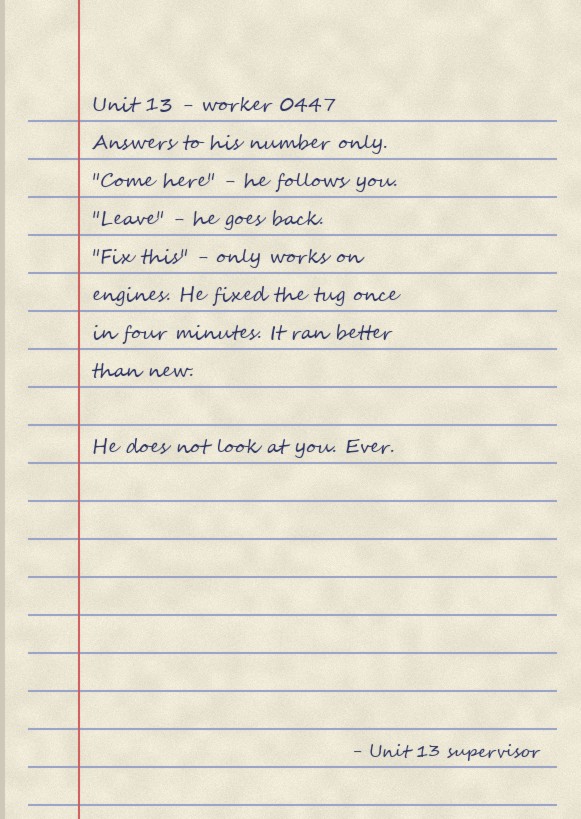 Unit 13 - worker 0447
Answers to his number only.
"Come here" - he follows you.
"Leave" - he goes back.
"Fix this" - only works on
engines. He fixed the tug once
in four minutes. It ran better
than new.
He does not look at you. Ever.
- Unit 13 supervisor